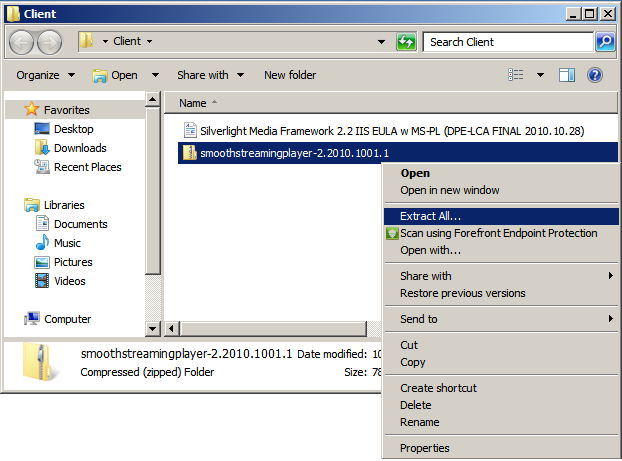 Client
Client
Search Client
Organize Open Share with New folder
Favorites
Desktop
Downloads
Recent Places
Libraries
Documents
Music
Pictures
Videos
Computer
Name
Silverlight Media Framework 2.2 IIS EULA w MS-PL (DPE-LCA FINAL 2010.10.28)
smoothstreamingplayer-2.2010.1001.1
Open
Open in new window
Extract All...
Scan using Forefront Endpoint Protection
Open with...
Share with
Restore previous versions
Send to
Cut
Copy
Create shortcut
Delete
Rename
Properties
smoothstreamingplayer-2.2010.1001.1 Date modified: 10
Compressed (zipped) Folder Size: 78